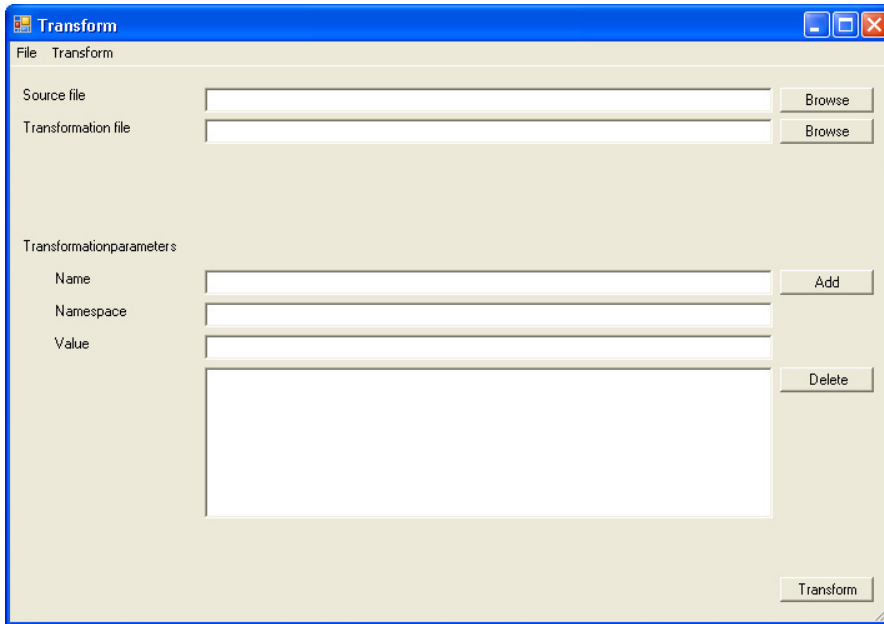 Transform
File Transform
Source file
Browse
Transformation file
Browse
Transformationparameters
Name
Add
Namespace
Value
Delete
Transform